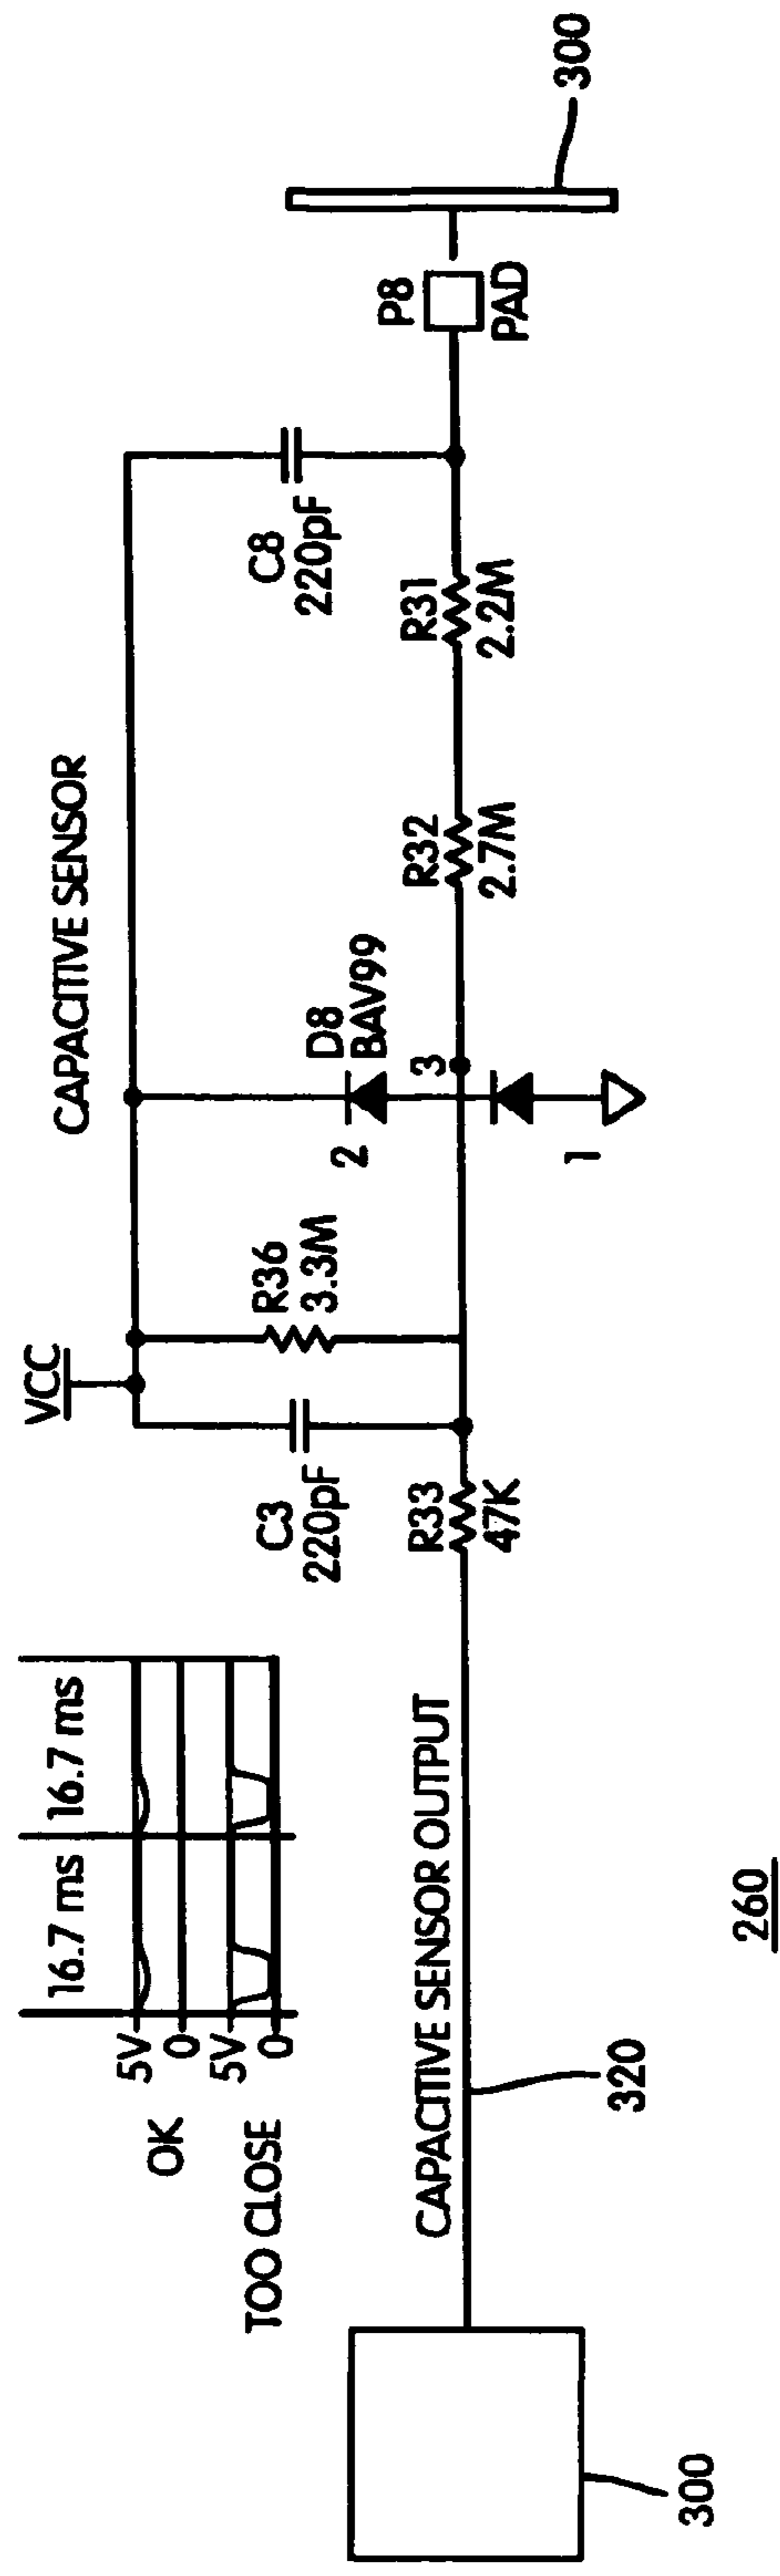 CAPACITIVE SENSOR
16.7 ms 16.7 ms
5V
0
OK
5V
0
TOO CLOSE
VCC
C3
220pF
R36
3.3M
D8
BAV99
2
3
1
C8
220pF
R33
47K
R32
2.7M
R31
2.2M
P8
PAD
300
CAPACITIVE SENSOR OUTPUT
320
300
260